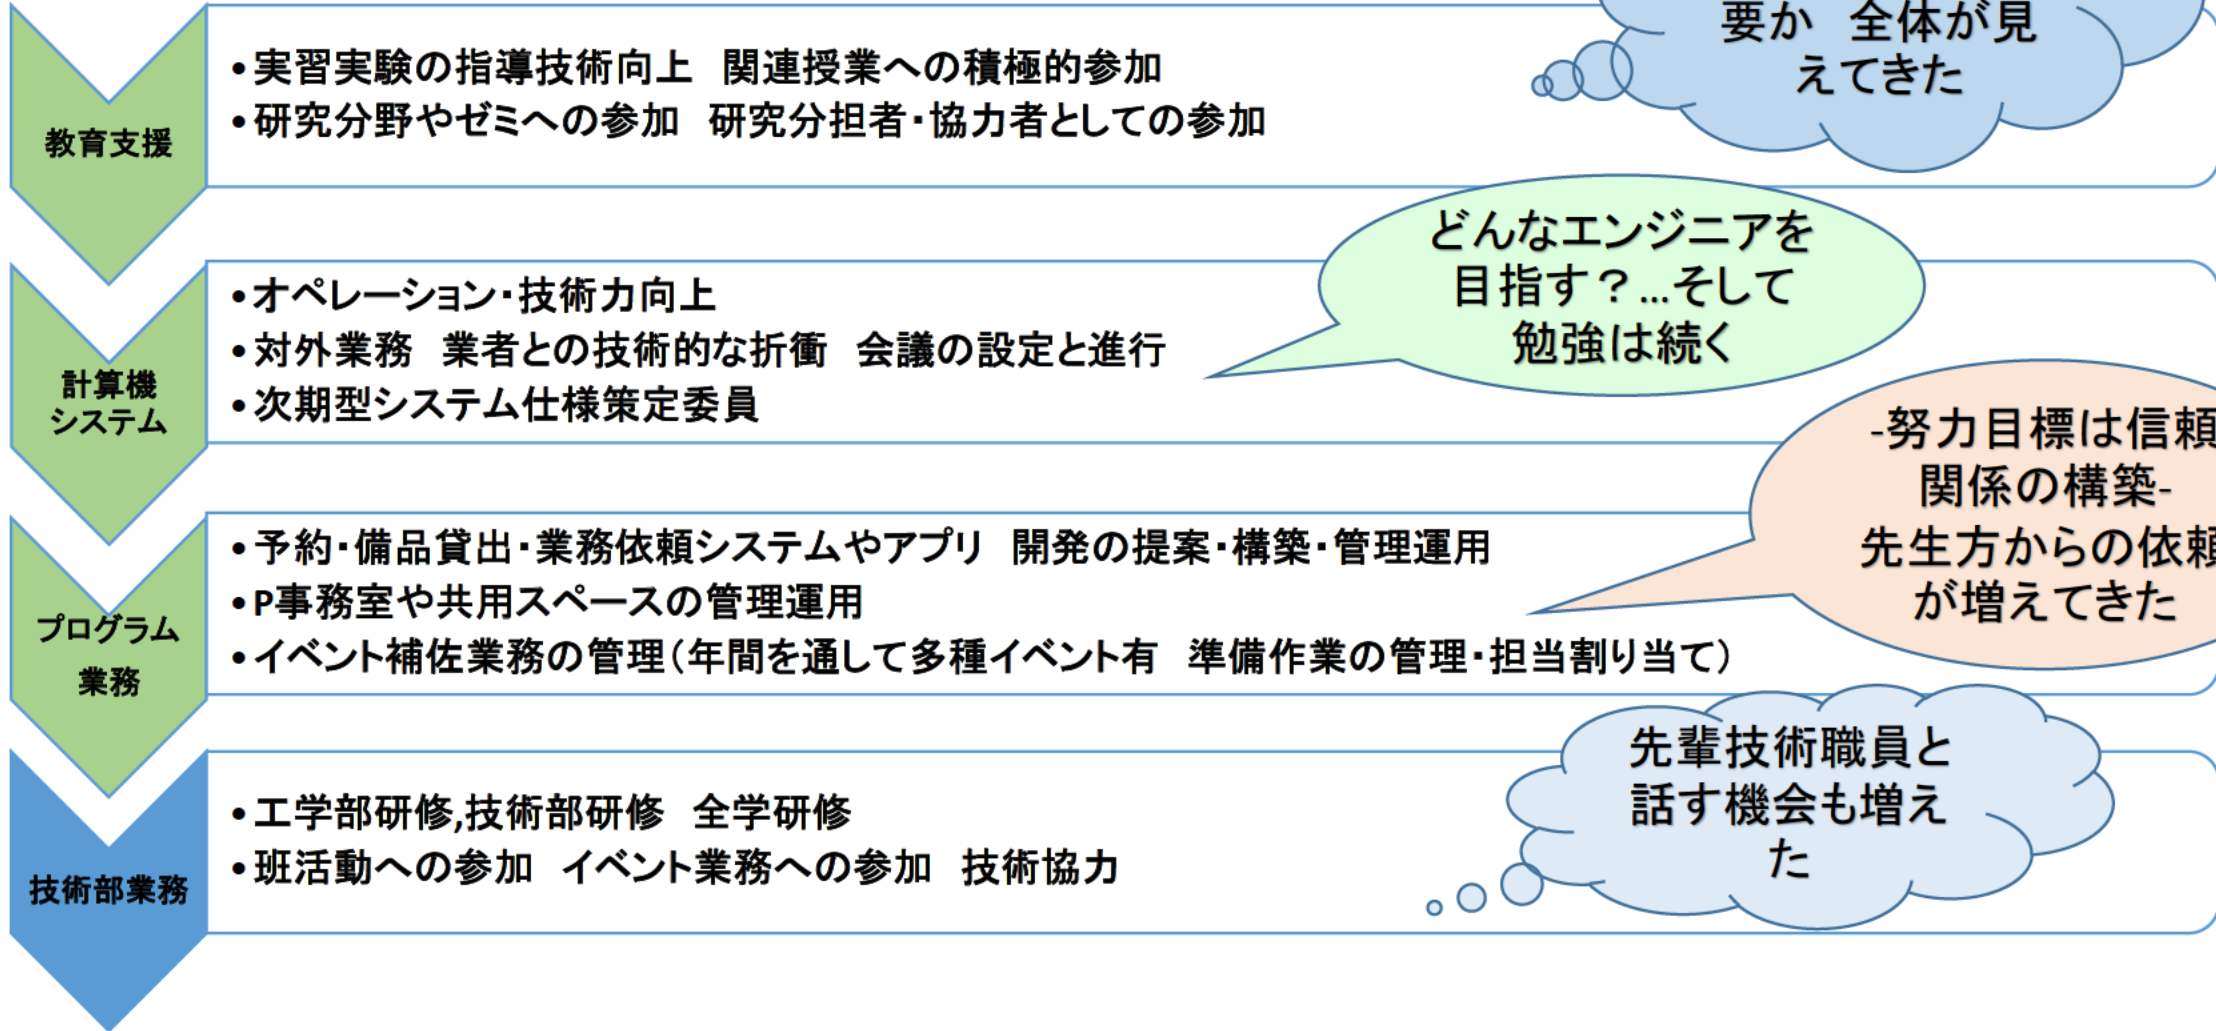 要か 全体が見
えてきた
教育支援
•実習実験の指導技術向上 関連授業への積極的参加
•研究分野やゼミへの参加 研究分担者・協力者としての参加
どんなエンジニアを
目指す？...そして
勉強は続く
計算機
システム
•オペレーション・技術力向上
•対外業務 業者との技術的な折衝 会議の設定と進行
•次期型システム仕様策定委員
-努力目標は信頼
関係の構築-
先生方からの依頼
が増えてきた
プログラム
業務
•予約・備品貸出・業務依頼システムやアプリ 開発の提案・構築・管理運用
•P事務室や共用スペースの管理運用
•イベント補佐業務の管理（年間を通して多種イベント有 準備作業の管理・担当割り当て）
先輩技術職員と
話す機会も増え
た
技術部業務
•工学部研修,技術部研修 全学研修
•班活動への参加 イベント業務への参加 技術協力